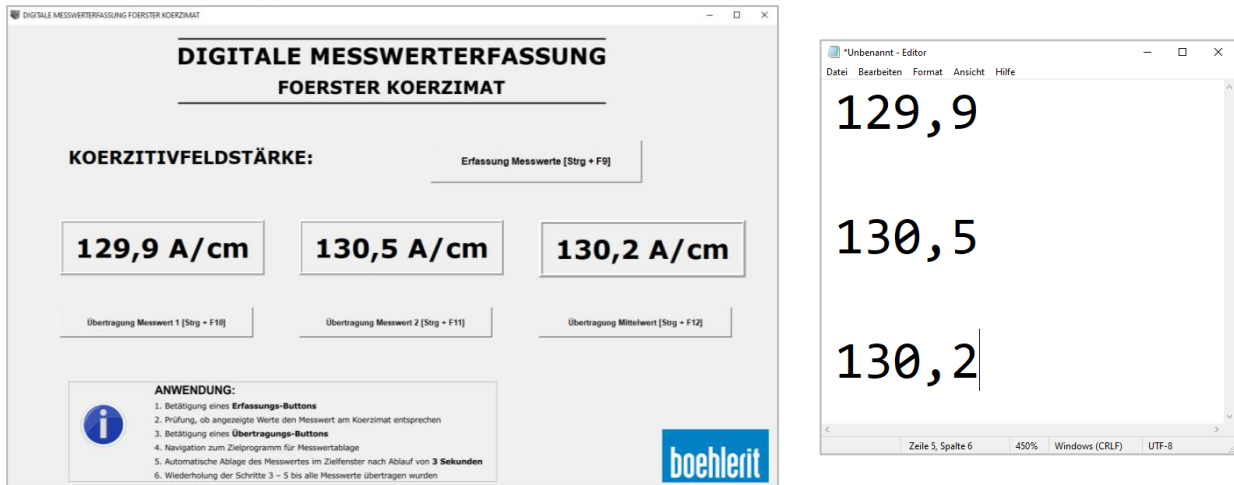 DIGITALE MESSWERTERFASSUNG FOERSTER KOERZIMAT
DIGITALE MESSWERTERFASSUNG
FOERSTER KOERZIMAT
KOERZITIVFELDSTÄRKE:
Erfassung Messwerte [Strg + F9]
129,9 A/cm
130,5 A/cm
130,2 A/cm
Übertragung Messwert 1 [Strg + F10]
Übertragung Messwert 2 [Strg + F11]
Übertragung Mittelwert [Strg + F12]
ANWENDUNG:
1. Betätigung eines Erfassungs-Buttons
2. Prüfung, ob angezeigte Werte den Messwert am Koerzimat entsprechen
3. Betätigung eines Übertragungs-Buttons
4. Navigation zum Zielprogramm für Messwertablage
5. Automatische Ablage des Messwertes im Zielfenster nach Ablauf von 3 Sekunden
6. Wiederholung der Schritte 3 – 5 bis alle Messwerte übertragen wurden
boehlerit
*Unbenannt - Editor
Datei Bearbeiten Format Ansicht Hilfe
129,9
130,5
130,2
Zeile 5, Spalte 6 450% Windows (CRLF) UTF-8